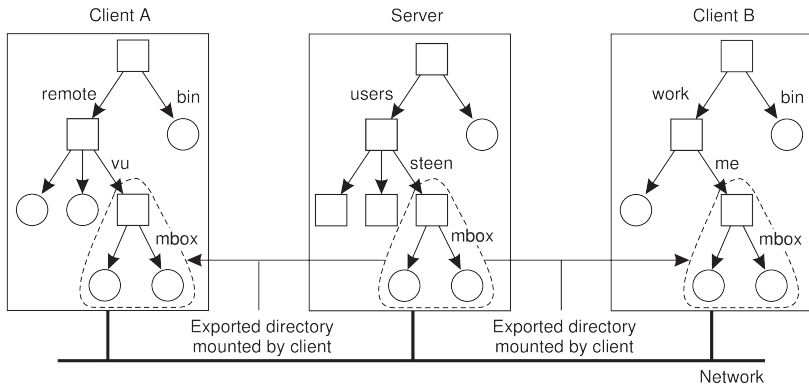 Client A
Server
Client B
remote
bin
users
work
bin
vu
steen
me
mbox
mbox
mbox
Exported directory
mounted by client
Exported directory
mounted by client
Network